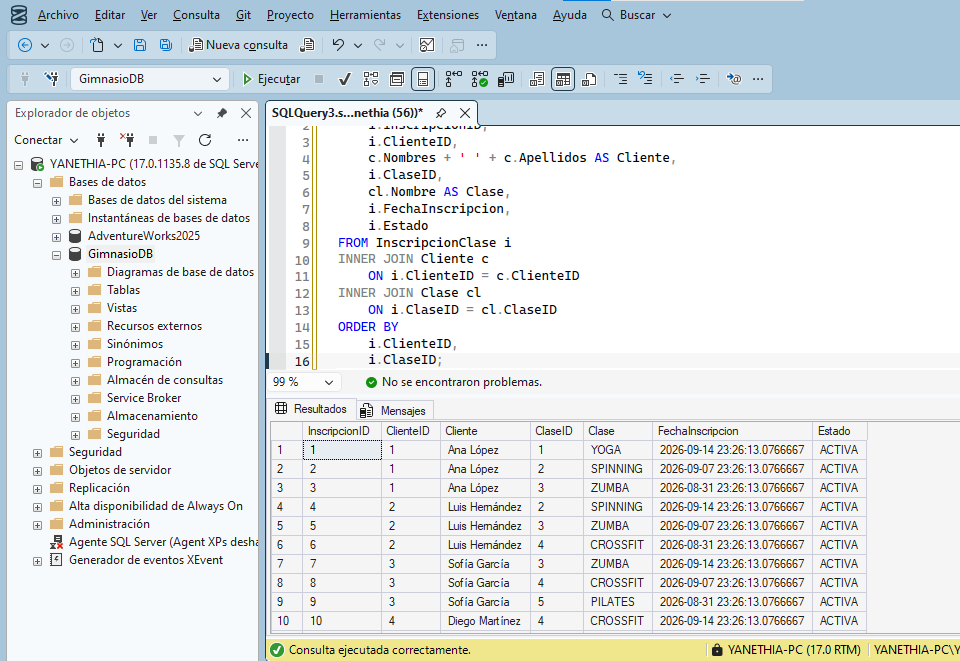 Archivo Editar Ver Consulta Git Proyecto Herramientas Extensiones Ventana Ayuda Buscar
Nueva consulta
GimnasioDB Ejecutar
Explorador de objetos
Conectar
YANETHIA-PC (17.0.1135.8 de SQL Serve
Bases de datos
Bases de datos del sistema
Instantáneas de bases de datos
AdventureWorks2025
GimnasioDB
Diagramas de base de datos
Tablas
Vistas
Recursos externos
Sinónimos
Programación
Almacén de consultas
Service Broker
Almacenamiento
Seguridad
Seguridad
Objetos de servidor
Replicación
Alta disponibilidad de Always On
Administración
Agente SQL Server (Agent XPs desha
Generador de eventos XEvent
SQLQuery3.s...nethia (56))*
2 i.InscripcionID,
3 i.ClienteID,
4 c.Nombres + ' ' + c.Apellidos AS Cliente,
5 i.ClaseID,
6 cl.Nombre AS Clase,
7 i.FechaInscripcion,
8 i.Estado
9 FROM InscripcionClase i
10 INNER JOIN Cliente c
11 ON i.ClienteID = c.ClienteID
12 INNER JOIN Clase cl
13 ON i.ClaseID = cl.ClaseID
14 ORDER BY
15 i.ClienteID,
16 i.ClaseID;
99 % No se encontraron problemas.
Resultados Mensajes
InscripcionID ClienteID Cliente ClaseID Clase FechaInscripcion Estado
1 1 1 Ana López 1 YOGA 2026-09-14 23:26:13.0766667 ACTIVA
2 2 1 Ana López 2 SPINNING 2026-09-07 23:26:13.0766667 ACTIVA
3 3 1 Ana López 3 ZUMBA 2026-08-31 23:26:13.0766667 ACTIVA
4 4 2 Luis Hernández 2 SPINNING 2026-09-14 23:26:13.0766667 ACTIVA
5 5 2 Luis Hernández 3 ZUMBA 2026-09-07 23:26:13.0766667 ACTIVA
6 6 2 Luis Hernández 4 CROSSFIT 2026-08-31 23:26:13.0766667 ACTIVA
7 7 3 Sofía García 3 ZUMBA 2026-09-14 23:26:13.0766667 ACTIVA
8 8 3 Sofía García 4 CROSSFIT 2026-09-07 23:26:13.0766667 ACTIVA
9 9 3 Sofía García 5 PILATES 2026-08-31 23:26:13.0766667 ACTIVA
10 10 4 Diego Martínez 4 CROSSFIT 2026-09-14 23:26:13.0766667 ACTIVA
Consulta ejecutada correctamente. YANETHIA-PC (17.0 RTM) YANETHIA-PC\Y